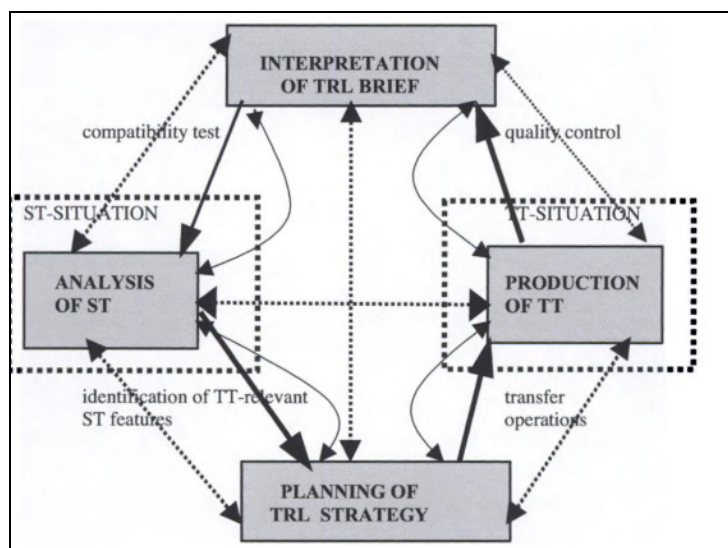 INTERPRETATION
OF TRL BRIEF
compatibility test
quality control
ST-SITUATION
TT-SITUATION
ANALYSIS
OF ST
PRODUCTION
OF TT
identification of TT-relevant
ST features
transfer
operations
PLANNING OF
TRL STRATEGY